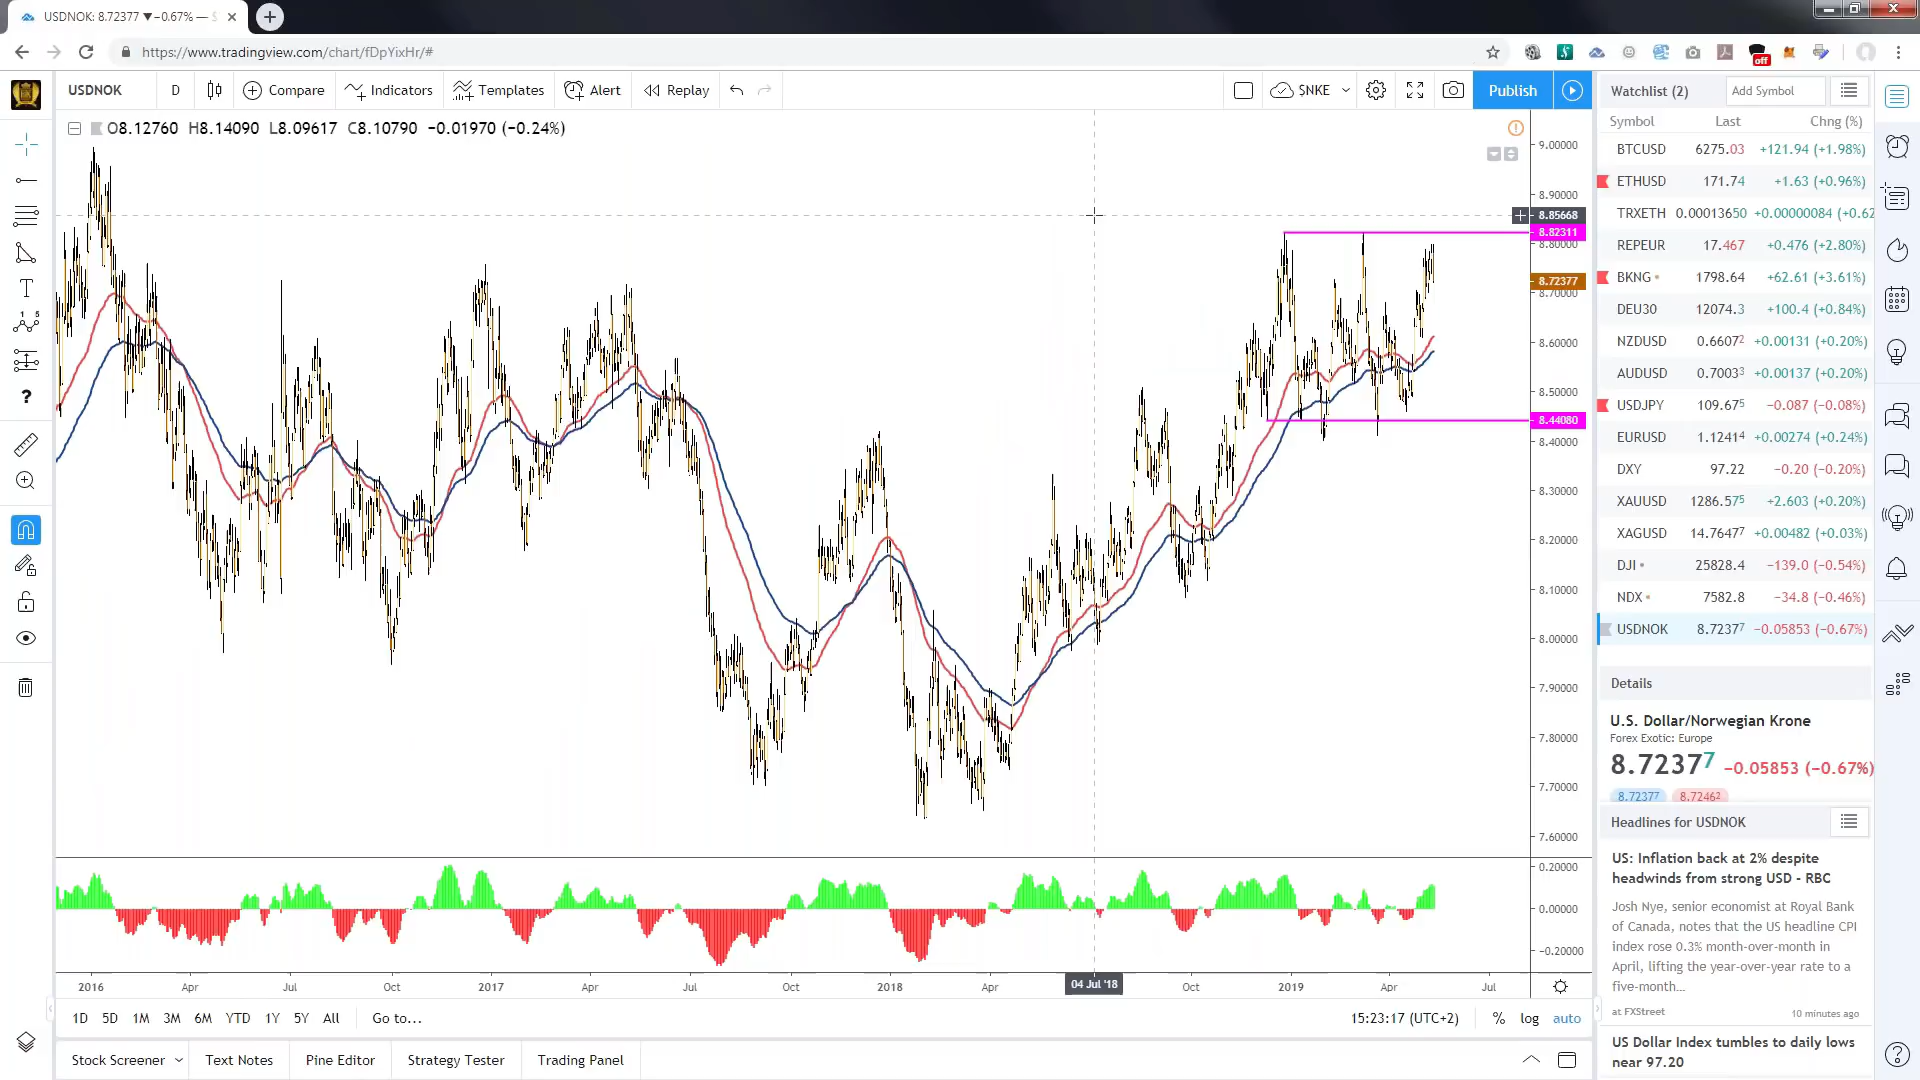 USDNOK: 8.72377 ▼ −0.67% —
https://www.tradingview.com/chart/fDpYixHr/#
off
USDNOK D Compare Indicators Templates Alert Replay $NKE Publish
O8.12760 H8.14090 L8.09617 C8.10790 −0.01970 (−0.24%)
9.00000
8.90000
8.85668
8.82311
8.80000
8.72377
8.70000
8.60000
8.50000
8.44080
8.40000
8.30000
8.20000
8.10000
8.00000
7.90000
7.80000
7.70000
7.60000
0.20000
0.00000
−0.20000
2016 Apr Jul Oct 2017 Apr Jul Oct 2018 Apr 04 Jul '18 Oct 2019 Apr Jul
1D 5D 1M 3M 6M YTD 1Y 5Y All Go to... 15:23:17 (UTC+2) % log auto
Stock Screener Text Notes Pine Editor Strategy Tester Trading Panel
Watchlist (2) Add Symbol
Symbol Last Chng (%)
BTCUSD 6275.03 +121.94 (+1.98%)
ETHUSD 171.74 +1.63 (+0.96%)
TRXETH 0.00013650 +0.00000084 (+0.62
REPEUR 17.467 +0.476 (+2.80%)
BKNG 1798.64 +62.61 (+3.61%)
DEU30 12074.3 +100.4 (+0.84%)
NZDUSD 0.66072 +0.00131 (+0.20%)
AUDUSD 0.70033 +0.00137 (+0.20%)
USDJPY 109.675 −0.087 (−0.08%)
EURUSD 1.12414 +0.00274 (+0.24%)
DXY 97.22 −0.20 (−0.20%)
XAUUSD 1286.575 +2.603 (+0.20%)
XAGUSD 14.76477 +0.00482 (+0.03%)
DJI 25828.4 −139.0 (−0.54%)
NDX 7582.8 −34.8 (−0.46%)
USDNOK 8.72377 −0.05853 (−0.67%)
Details
U.S. Dollar/Norwegian Krone
Forex Exotic: Europe
8.72377 −0.05853 (−0.67%)
8.72377 8.72462
Headlines for USDNOK
US: Inflation back at 2% despite
headwinds from strong USD - RBC
Josh Nye, senior economist at Royal Bank
of Canada, notes that the US headline CPI
index rose 0.3% month-over-month in
April, lifting the year-over-year rate to a
five-month...
at FXStreet 10 minutes ago
US Dollar Index tumbles to daily lows
near 97.20